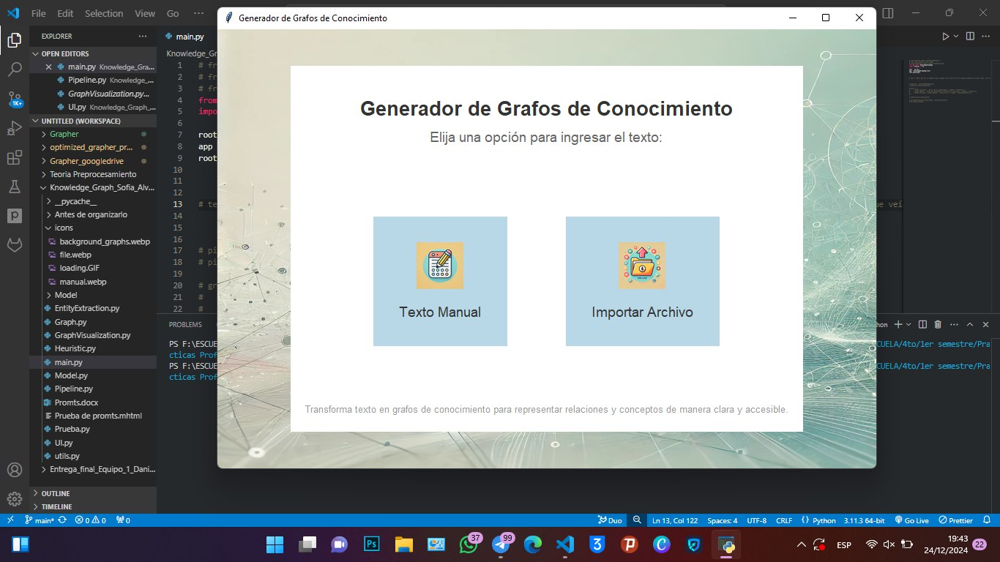 File Edit Selection View Go ···
Generador de Grafos de Conocimiento
EXPLORER ···
OPEN EDITORS
main.py Knowledge_Gra...
Pipeline.py Knowledge_...
GraphVisualization.py...
UI.py Knowledge_Graph_...
1K+
UNTITLED (WORKSPACE)
Grapher
optimized_grapher_pr...
Grapher_googledrive
Teoria Preprocesamiento
Knowledge_Graph_Sofia_Alv...
__pycache__
Antes de organizarlo
icons
background_graphs.webp
file.webp
loading.GIF
manual.webp
Model
EntityExtraction.py
Graph.py
GraphVisualization.py
Heuristic.py
main.py
Model.py
Pipeline.py
Promts.docx
Prueba de promts.mhtml
Prueba.py
UI.py
utils.py
Entrega_final_Equipo_1_Dani...
OUTLINE
TIMELINE
main.py
Knowledge_Gr
1 # fr
2 # fr
3 # fr
4 from
5 impo
6
7 root
8 app
9 root
10
11
12
13 # te
14
15
16
17 # pi
18 # pi
19
20 # gr
21 #
22 #
ue veí
Generador de Grafos de Conocimiento
Elija una opción para ingresar el texto:
Texto Manual
Importar Archivo
Transforma texto en grafos de conocimiento para representar relaciones y conceptos de manera clara y accesible.
PROBLEMS
hon
PS F:\ESCUE
CUELA/4to/1er semestre/Pra
cticas Prof
PS F:\ESCUE
CUELA/4to/1er semestre/Pra
cticas Prof
main* 0 0 0 Duo Ln 13, Col 122 Spaces: 4 UTF-8 CRLF Python 3.11.3 64-bit Go Live Prettier
Ps 37 99 ESP
19:43
24/12/2024 22